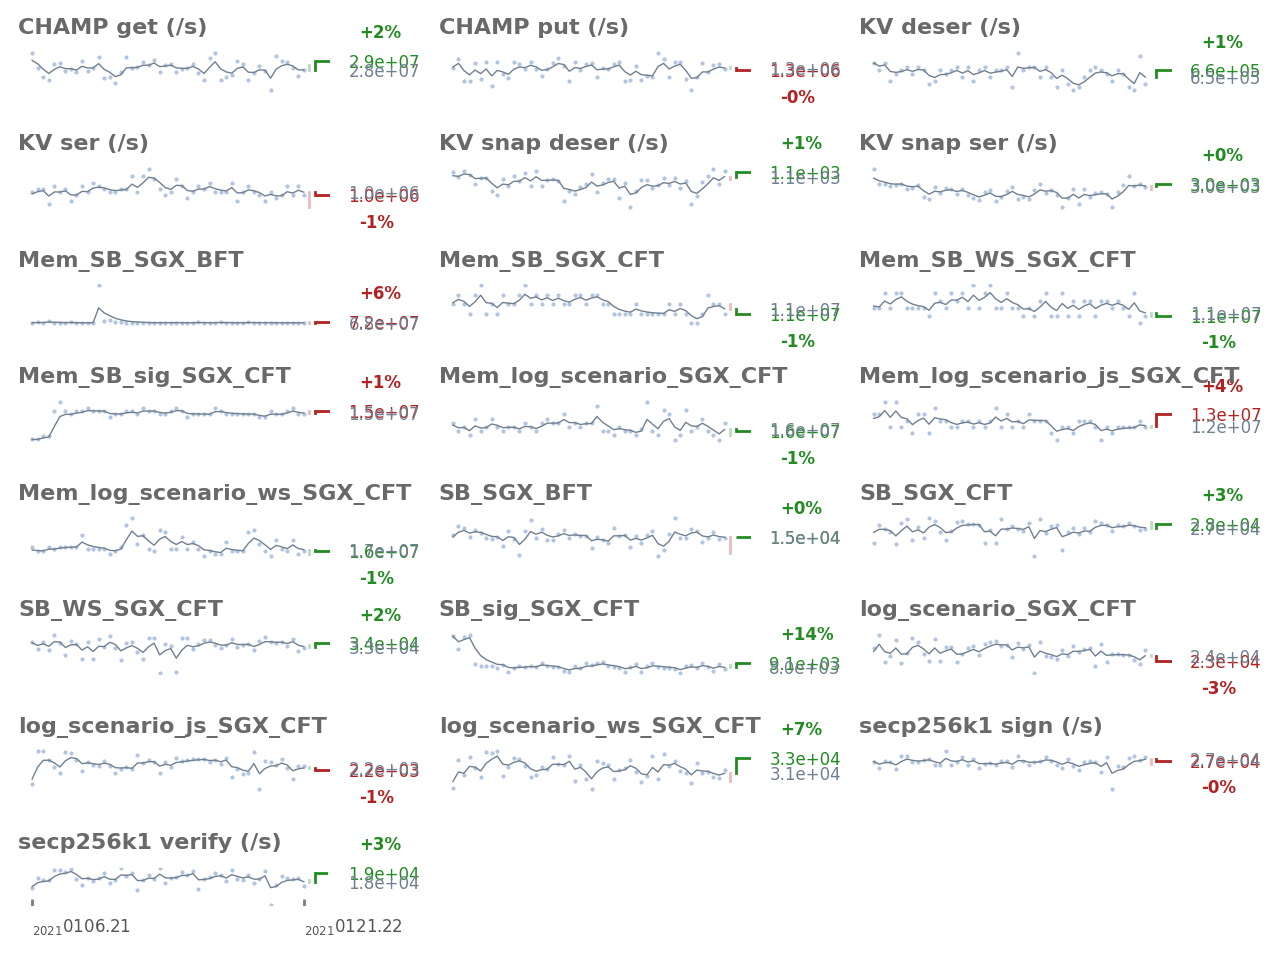 CHAMP get (/s)
+2%
2.9e+07
2.8e+07
CHAMP put (/s)
1.3e+06
1.3e+06
-0%
KV deser (/s)
+1%
6.6e+05
6.5e+05
KV ser (/s)
1.0e+06
1.0e+06
-1%
KV snap deser (/s)
+1%
1.1e+03
1.1e+03
KV snap ser (/s)
+0%
3.0e+03
3.0e+03
Mem_SB_SGX_BFT
+6%
7.2e+07
6.8e+07
Mem_SB_SGX_CFT
1.1e+07
1.1e+07
-1%
Mem_SB_WS_SGX_CFT
1.1e+07
1.1e+07
-1%
Mem_SB_sig_SGX_CFT
+1%
1.5e+07
1.5e+07
Mem_log_scenario_SGX_CFT
1.6e+07
1.6e+07
-1%
Mem_log_scenario_js_SGX_CFT
+4%
1.3e+07
1.2e+07
Mem_log_scenario_ws_SGX_CFT
1.7e+07
1.6e+07
-1%
SB_SGX_BFT
+0%
1.5e+04
SB_SGX_CFT
+3%
2.8e+04
2.7e+04
SB_WS_SGX_CFT
+2%
3.4e+04
3.3e+04
SB_sig_SGX_CFT
+14%
9.1e+03
8.0e+03
log_scenario_SGX_CFT
2.4e+04
2.3e+04
-3%
log_scenario_js_SGX_CFT
2.2e+03
2.2e+03
-1%
log_scenario_ws_SGX_CFT
+7%
3.3e+04
3.1e+04
secp256k1 sign (/s)
2.7e+04
2.7e+04
-0%
secp256k1 verify (/s)
+3%
1.9e+04
1.8e+04
20210106.21
20210121.22